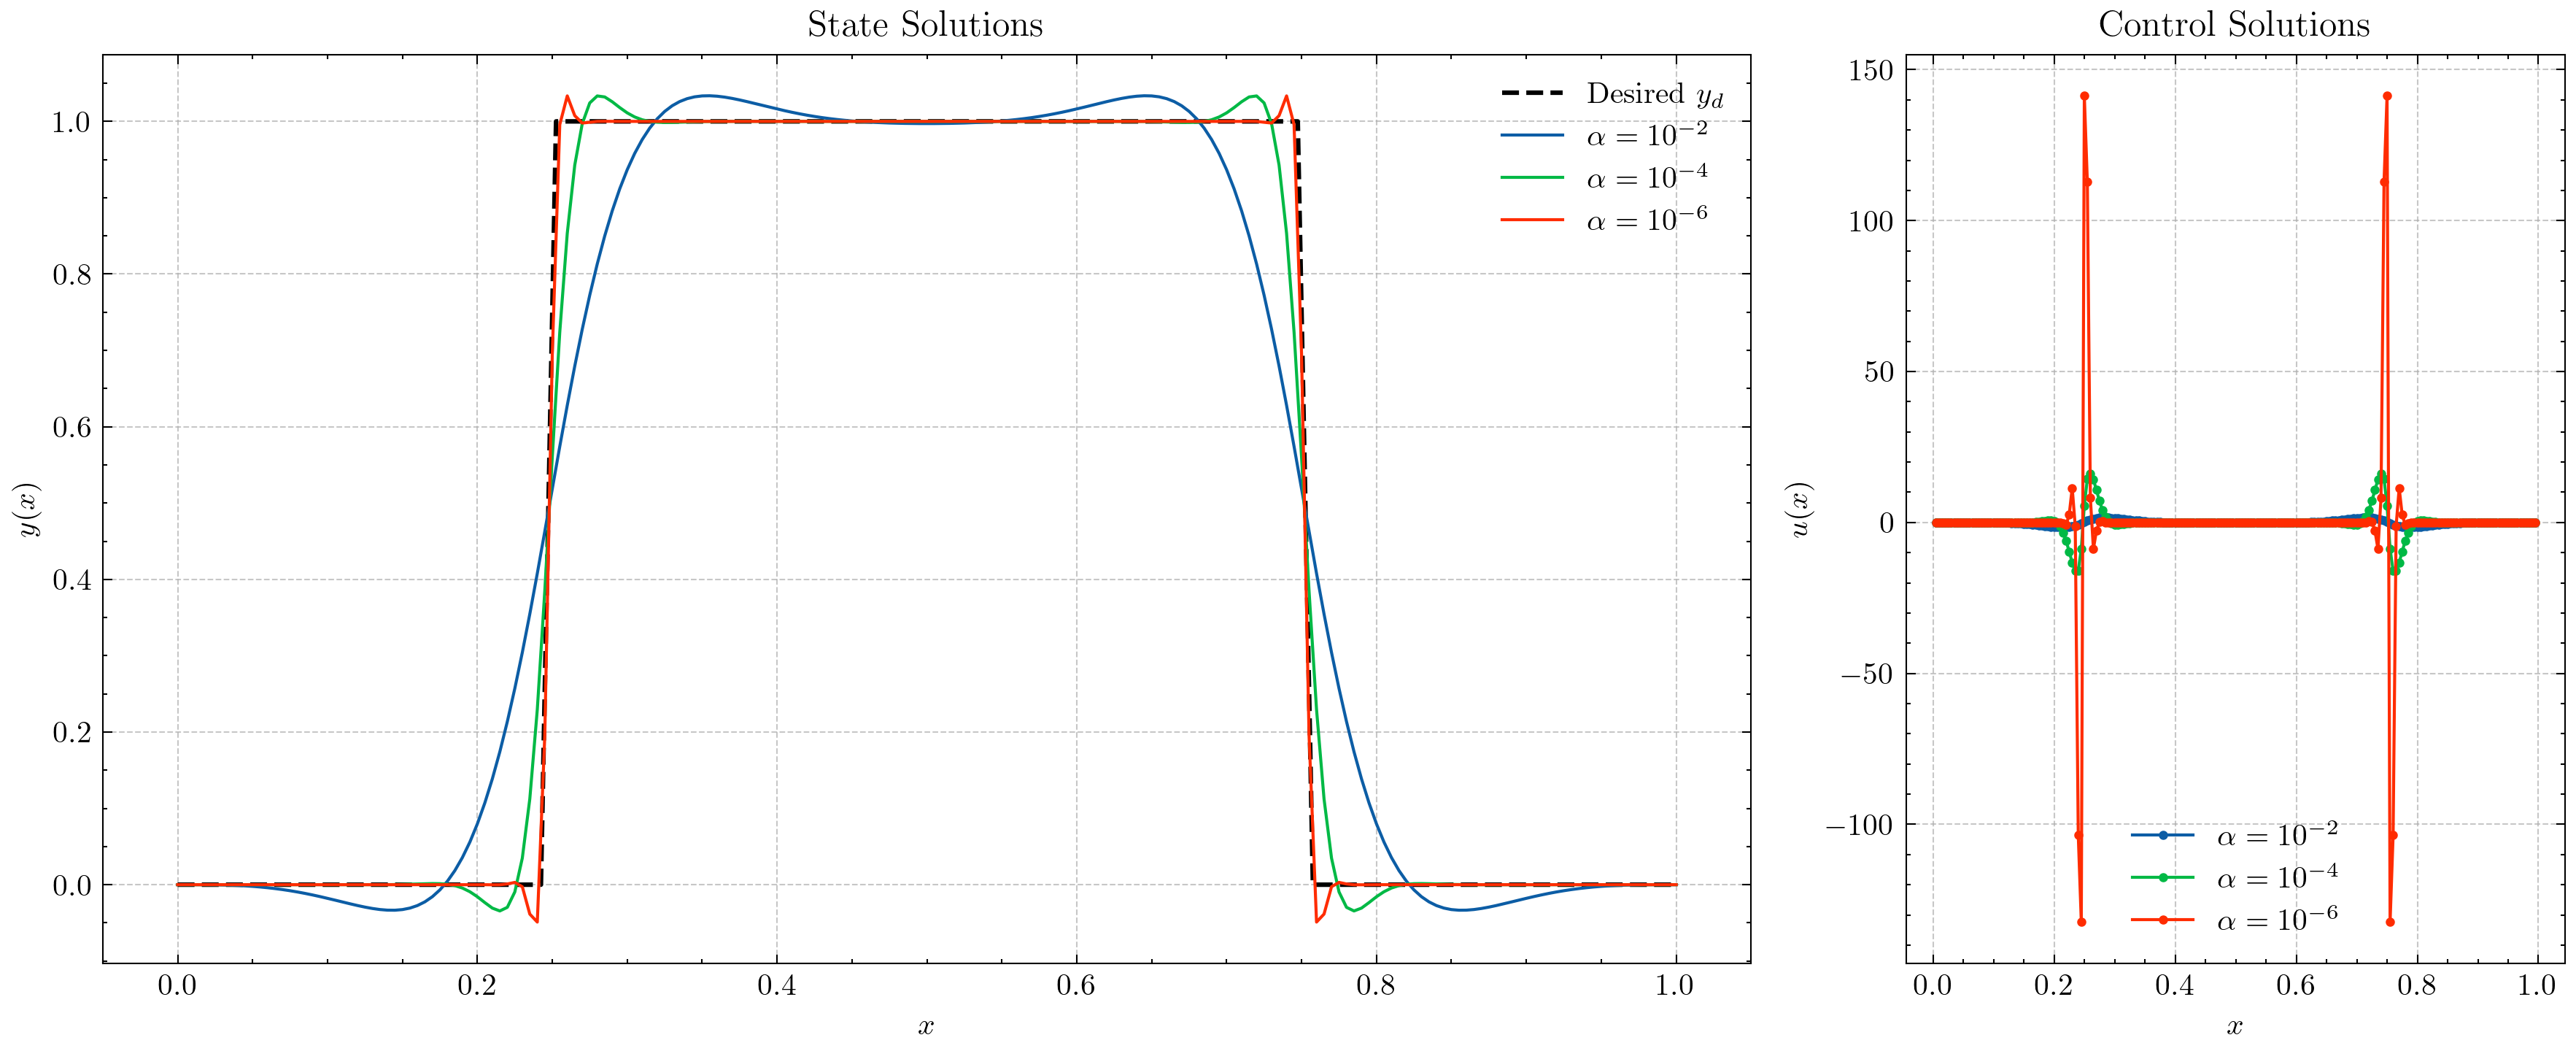 State Solutions
1.0
0.8
0.6
0.4
0.2
0.0
y(x)
0.0 0.2 0.4 0.6 0.8 1.0
x
Desired y_d
α = 10⁻²
α = 10⁻⁴
α = 10⁻⁶
Control Solutions
150
100
50
0
−50
−100
u(x)
0.0 0.2 0.4 0.6 0.8 1.0
x
α = 10⁻²
α = 10⁻⁴
α = 10⁻⁶